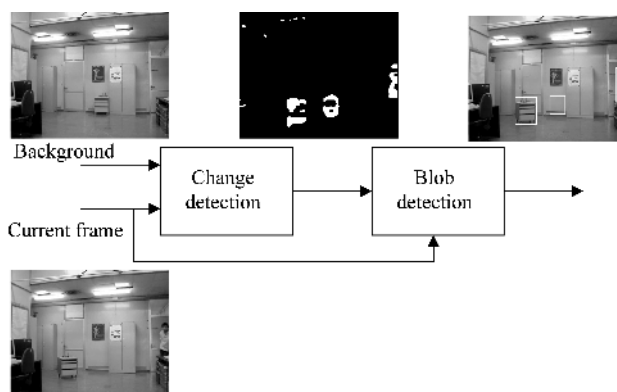 Background
Change
detection
Blob
detection
Current frame